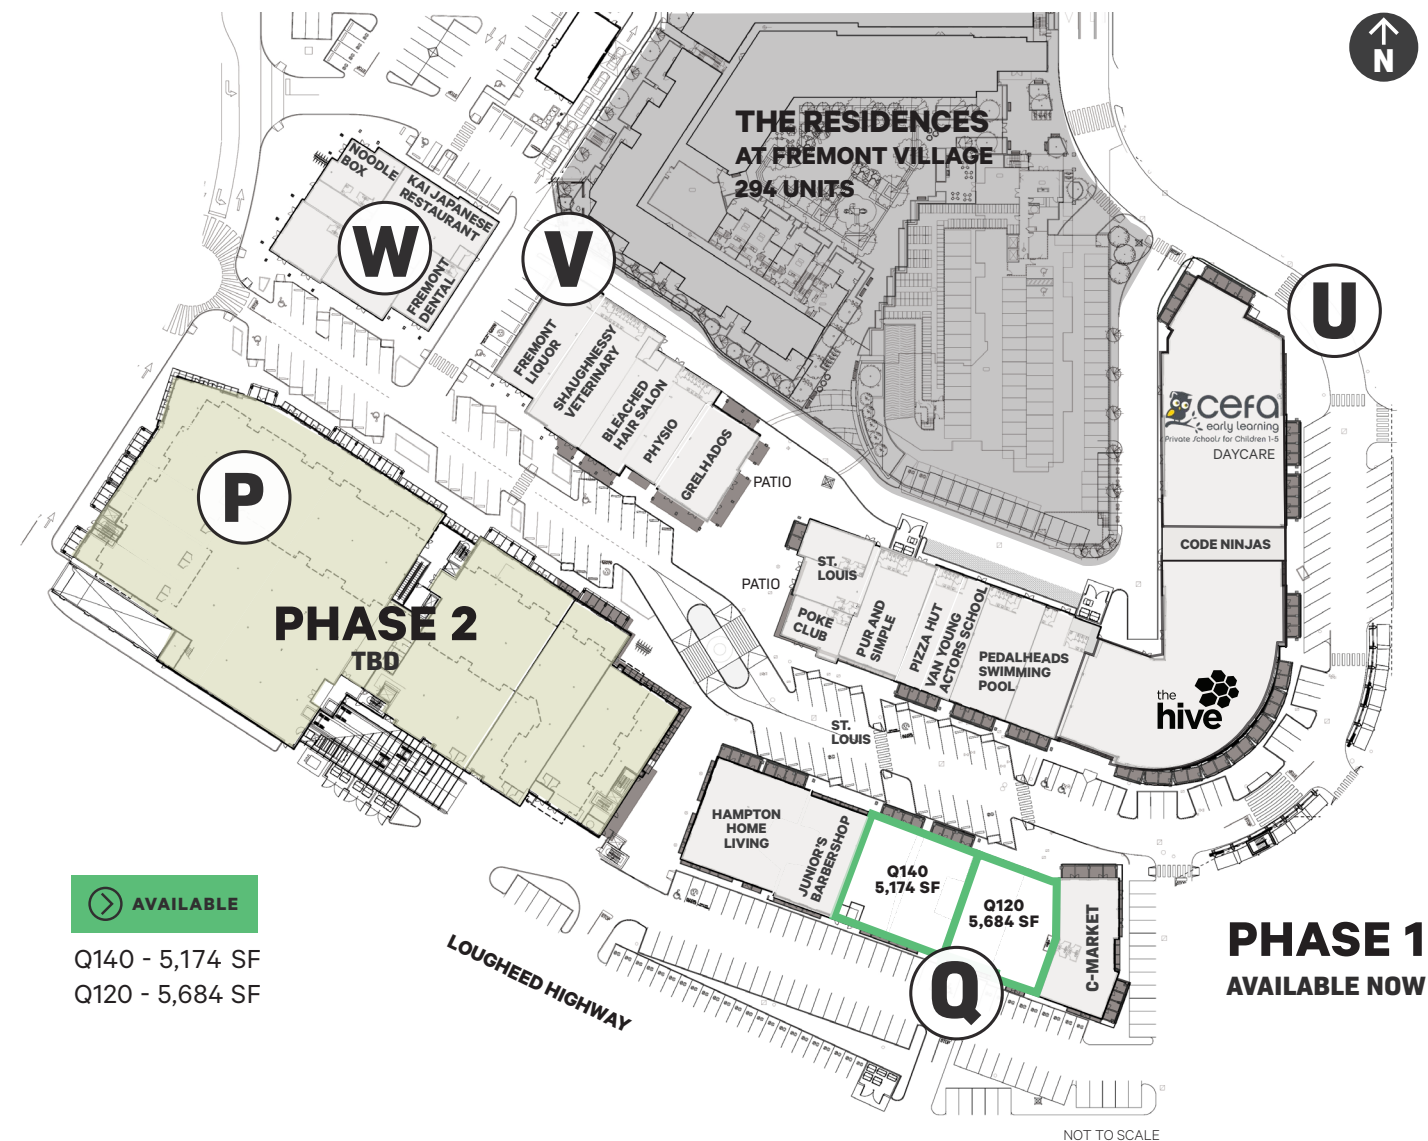 N
THE RESIDENCES
AT FREMONT VILLAGE
294 UNITS
NOODLE
BOX
KAI JAPANESE
RESTAURANT
W
FREMONT
DENTAL
V
U
FREMONT
LIQUOR
SHAUGHNESSY
VETERINARY
BLEACHED
HAIR SALON
PHYSIO
GRELHADOS
PATIO
cefa
early learning
Private Schools for Children 1-5
DAYCARE
CODE NINJAS
P
PHASE 2
TBD
PATIO
ST.
LOUIS
POKE
CLUB
PUR AND
SIMPLE
PIZZA HUT
VAN YOUNG
ACTORS SCHOOL
PEDALHEADS
SWIMMING
POOL
the
hive
ST.
LOUIS
HAMPTON
HOME
LIVING
JUNIOR'S
BARBERSHOP
Q140
5,174 SF
Q120
5,684 SF
C-MARKET
Q
AVAILABLE
Q140 - 5,174 SF
Q120 - 5,684 SF
LOUGHEED HIGHWAY
PHASE 1
AVAILABLE NOW
NOT TO SCALE